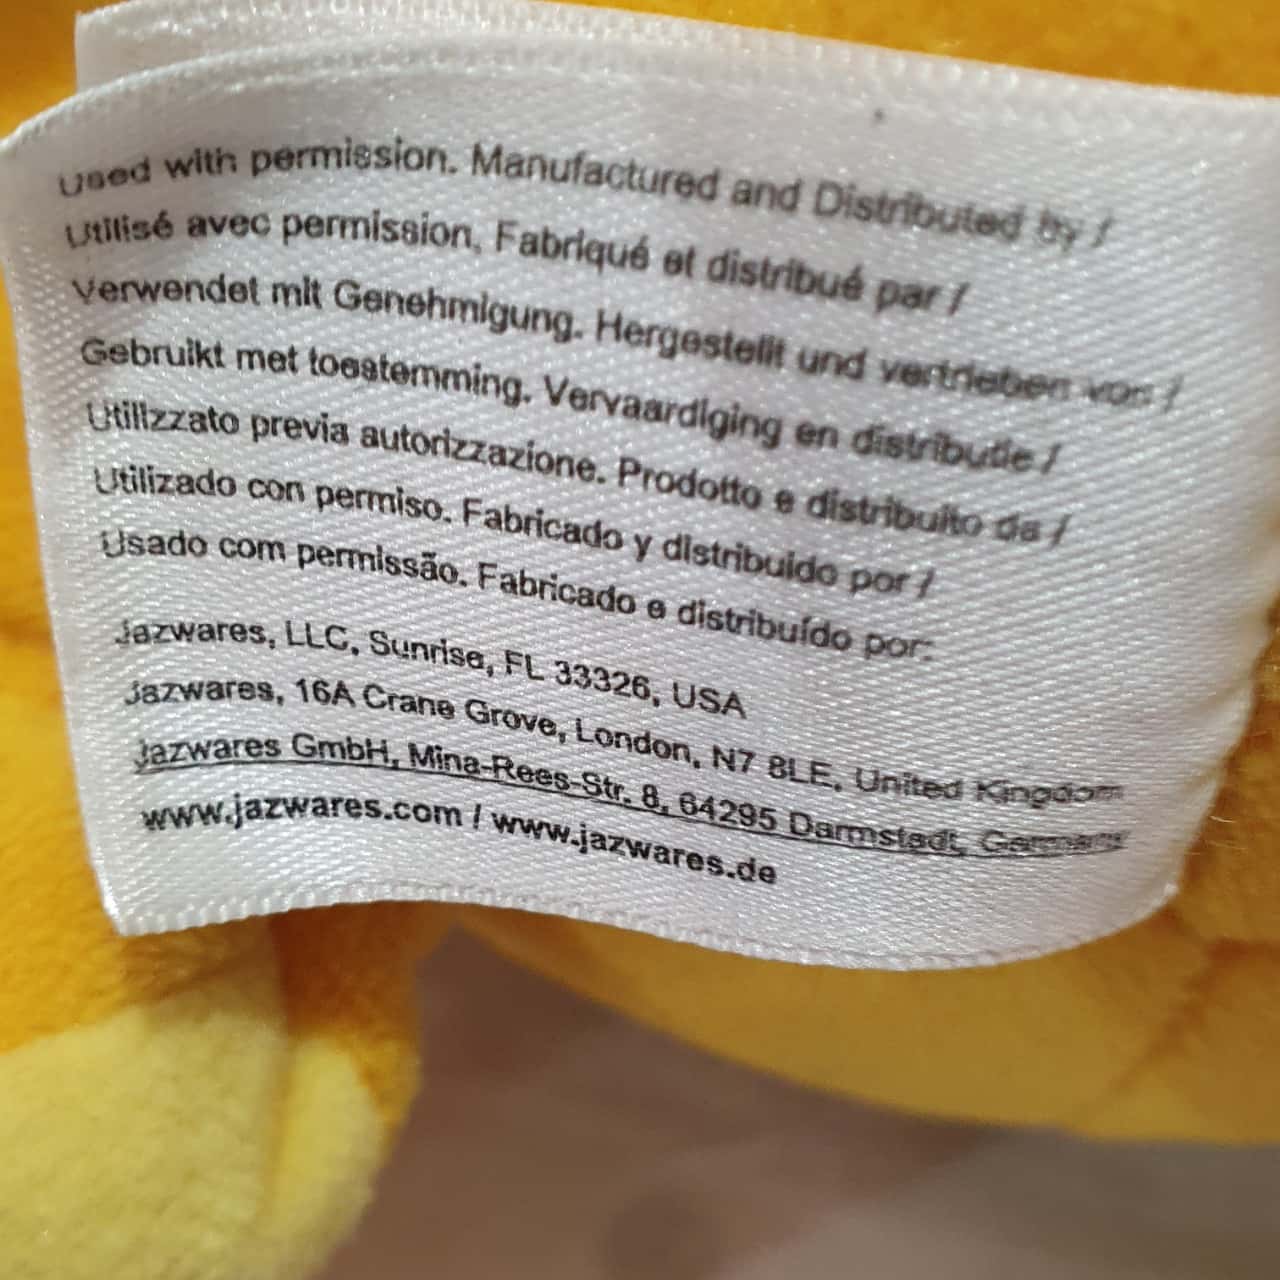 Used with permission. Manufactured and Distributed by /
Utilisé avec permission. Fabriqué et distribué par /
Verwendet mit Genehmigung. Hergestellt und vertrieben von /
Gebruikt met toestemming. Vervaardiging en distributie /
Utilizzato previa autorizzazione. Prodotto e distribuito da /
Utilizado con permiso. Fabricado y distribuido por /
Usado com permissão. Fabricado e distribuído por:
Jazwares, LLC, Sunrise, FL 33326, USA
Jazwares, 16A Crane Grove, London, N7 8LE, United Kingdom
Jazwares GmbH, Mina-Rees-Str. 8, 64295 Darmstadt, Germany
www.jazwares.com / www.jazwares.de